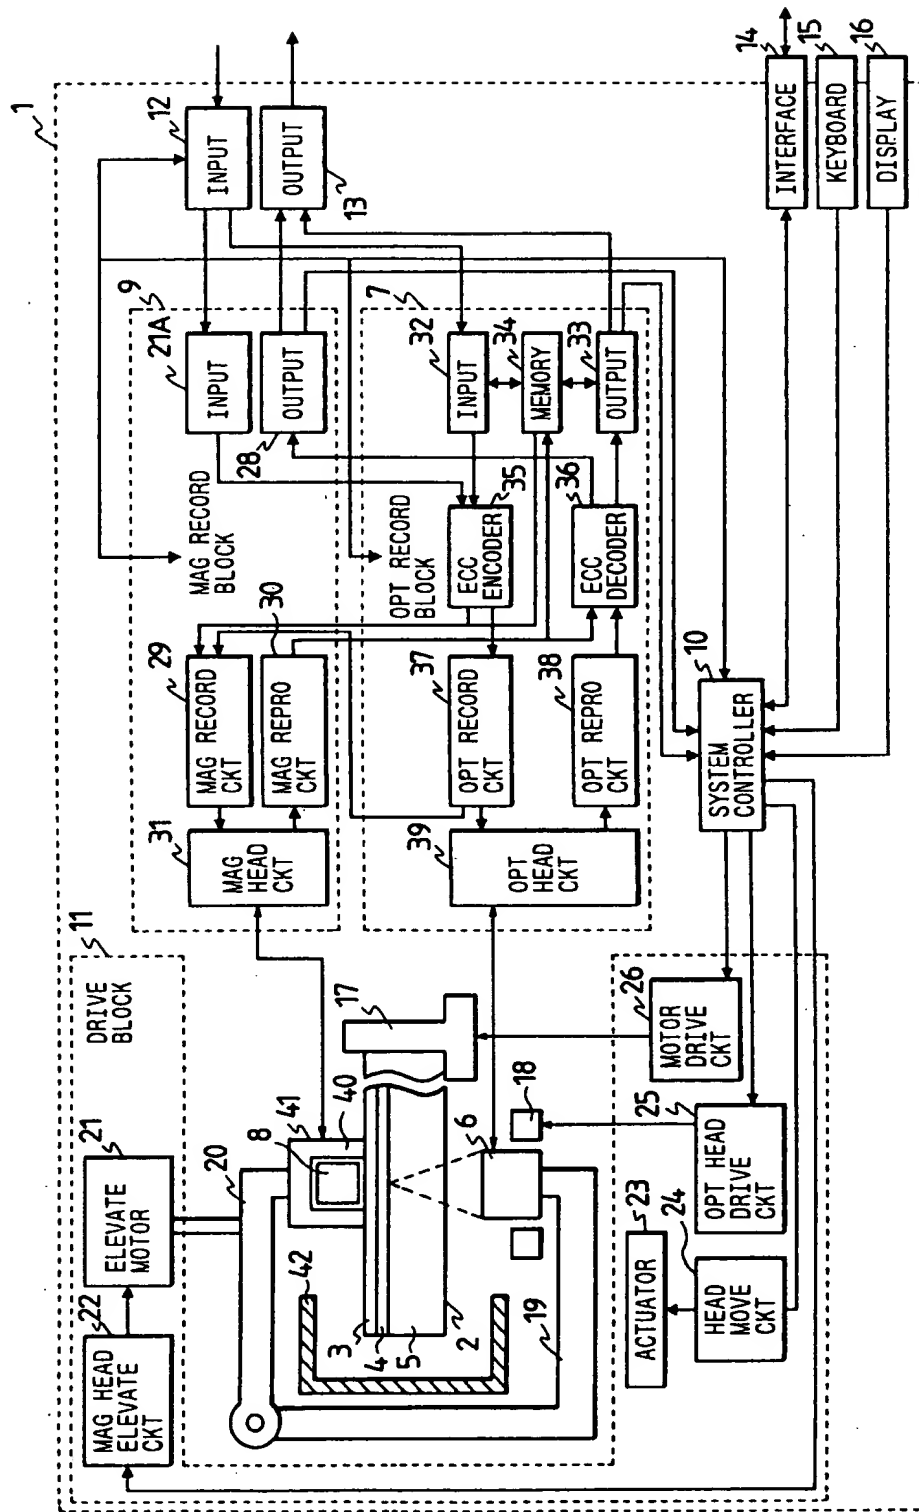 1
11
DRIVE
BLOCK
22
MAG HEAD
ELEVATE
CKT
21
ELEVATE
MOTOR
20
41
40
8
42
3
4
5
2
17
6
18
19
23
ACTUATOR
24
HEAD
MOVE
CKT
25
OPT HEAD
DRIVE
CKT
26
MOTOR
DRIVE
CKT
9
MAG RECORD
BLOCK
31
MAG
HEAD
CKT
29
MAG RECORD
CKT
30
MAG REPRO
CKT
21A
INPUT
28
OUTPUT
7
OPT RECORD
BLOCK
39
OPT HEAD
CKT
37
OPT RECORD
CKT
38
OPT REPRO
CKT
35
ECC
ENCODER
36
ECC
DECODER
32
INPUT
34
MEMORY
33
OUTPUT
12
INPUT
13
OUTPUT
10
SYSTEM
CONTROLLER
14
INTERFACE
15
KEYBOARD
16
DISPLAY